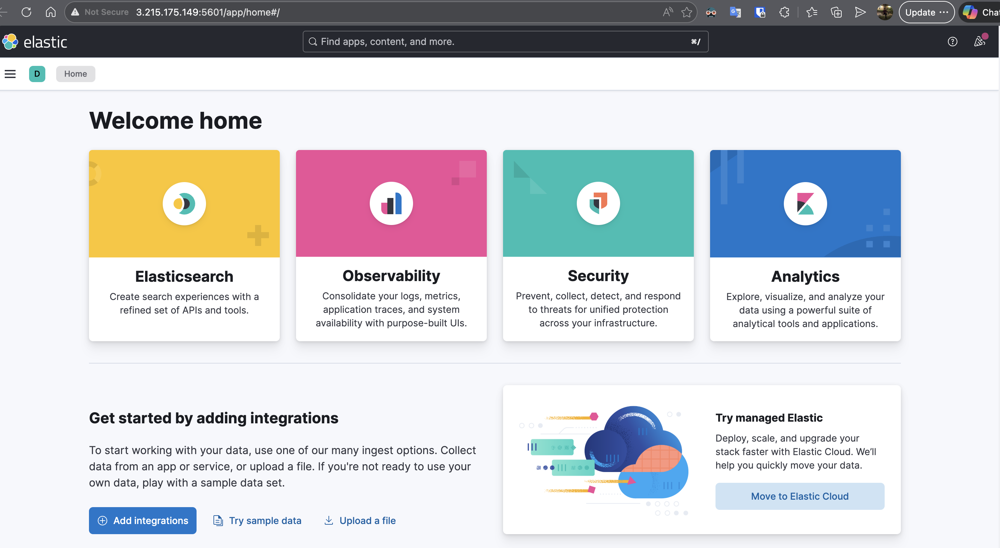 Not Secure 3.215.175.149:5601/app/home#/
Update
elastic
Find apps, content, and more.
⌘/
D
Home
Welcome home
Elasticsearch
Create search experiences with a
refined set of APIs and tools.
Observability
Consolidate your logs, metrics,
application traces, and system
availability with purpose-built UIs.
Security
Prevent, collect, detect, and respond
to threats for unified protection
across your infrastructure.
Analytics
Explore, visualize, and analyze your
data using a powerful suite of
analytical tools and applications.
Get started by adding integrations
To start working with your data, use one of our many ingest options. Collect
data from an app or service, or upload a file. If you're not ready to use your
own data, play with a sample data set.
Add integrations
Try sample data
Upload a file
Try managed Elastic
Deploy, scale, and upgrade your
stack faster with Elastic Cloud. We’ll
help you quickly move your data.
Move to Elastic Cloud